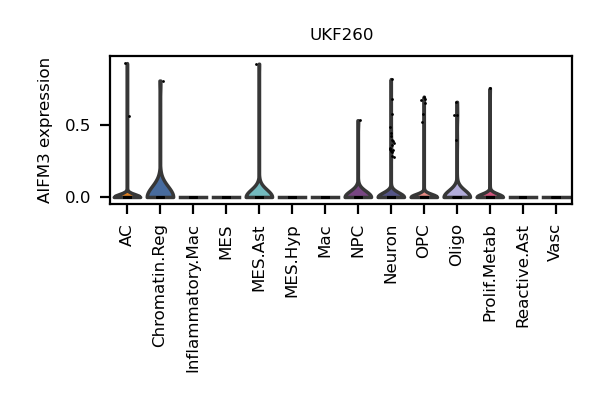 UKF260
AIFM3 expression
0.5
0.0
AC
Chromatin.Reg
Inflammatory.Mac
MES
MES.Ast
MES.Hyp
Mac
NPC
Neuron
OPC
Oligo
Prolif.Metab
Reactive.Ast
Vasc